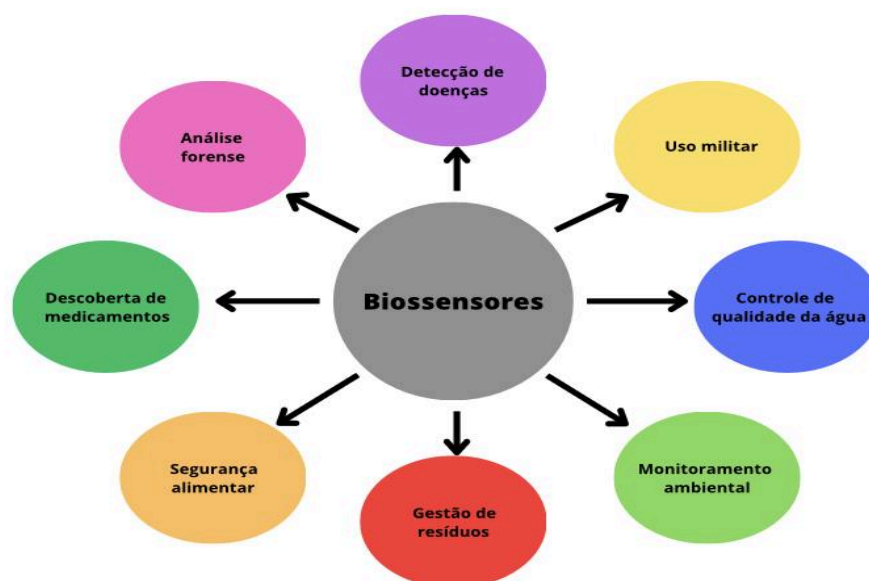 Detecção de
doenças
Análise
forense
Uso militar
Descoberta de
medicamentos
Biossensores
Controle de
qualidade da água
Segurança
alimentar
Monitoramento
ambiental
Gestão de
resíduos